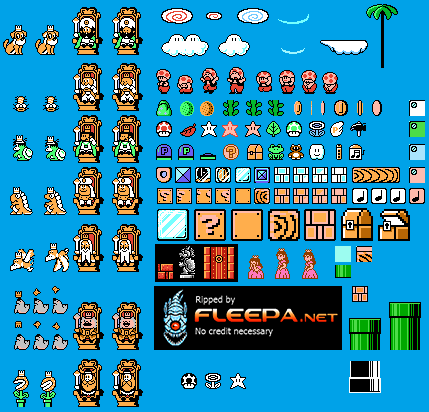 P
P
?
Ripped by
FLEEPA.NET
No credit necessary